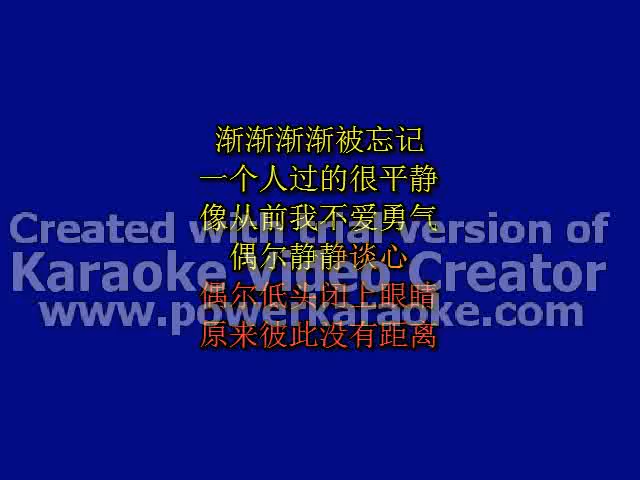 渐渐渐渐被忘记
一个人过的很平静
像从前我不爱勇气
Created with trial version of
偶尔静静谈心
Karaoke Video Creator
偶尔低头闭上眼睛
www.powerkaraoke.com
原来彼此没有距离